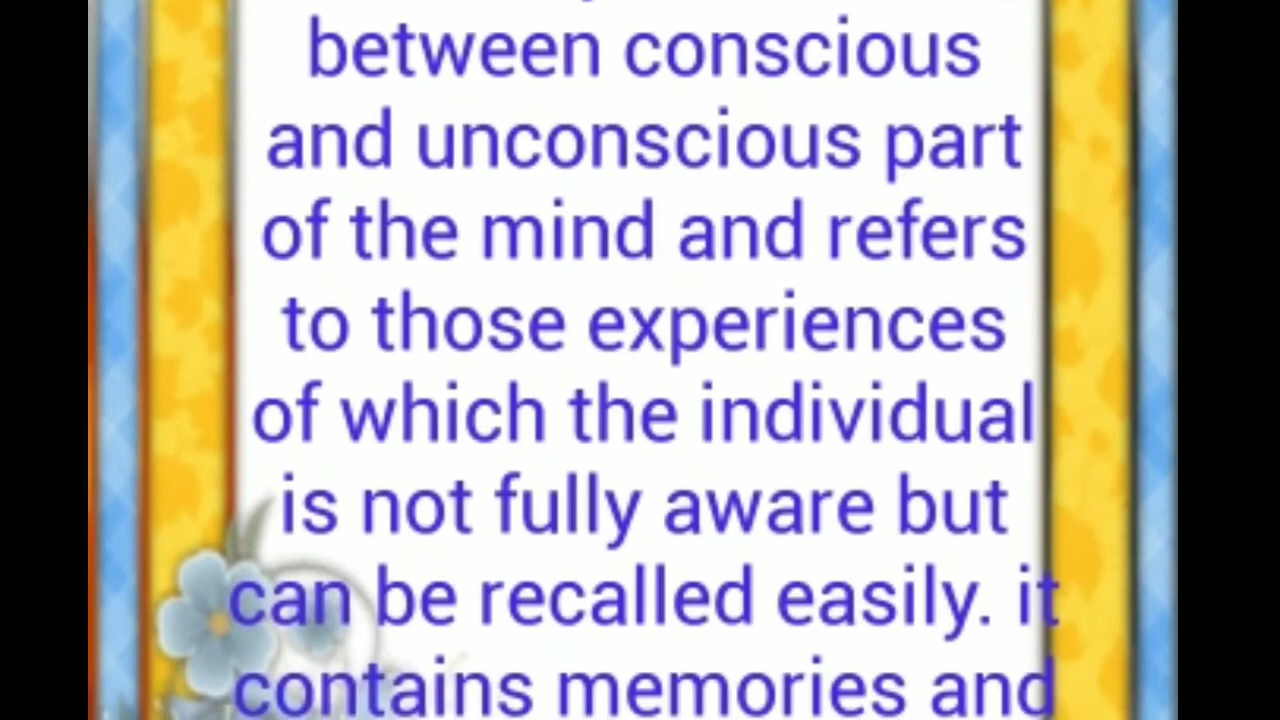 between conscious
and unconscious part
of the mind and refers
to those experiences
of which the individual
is not fully aware but
can be recalled easily. it
contains memories and